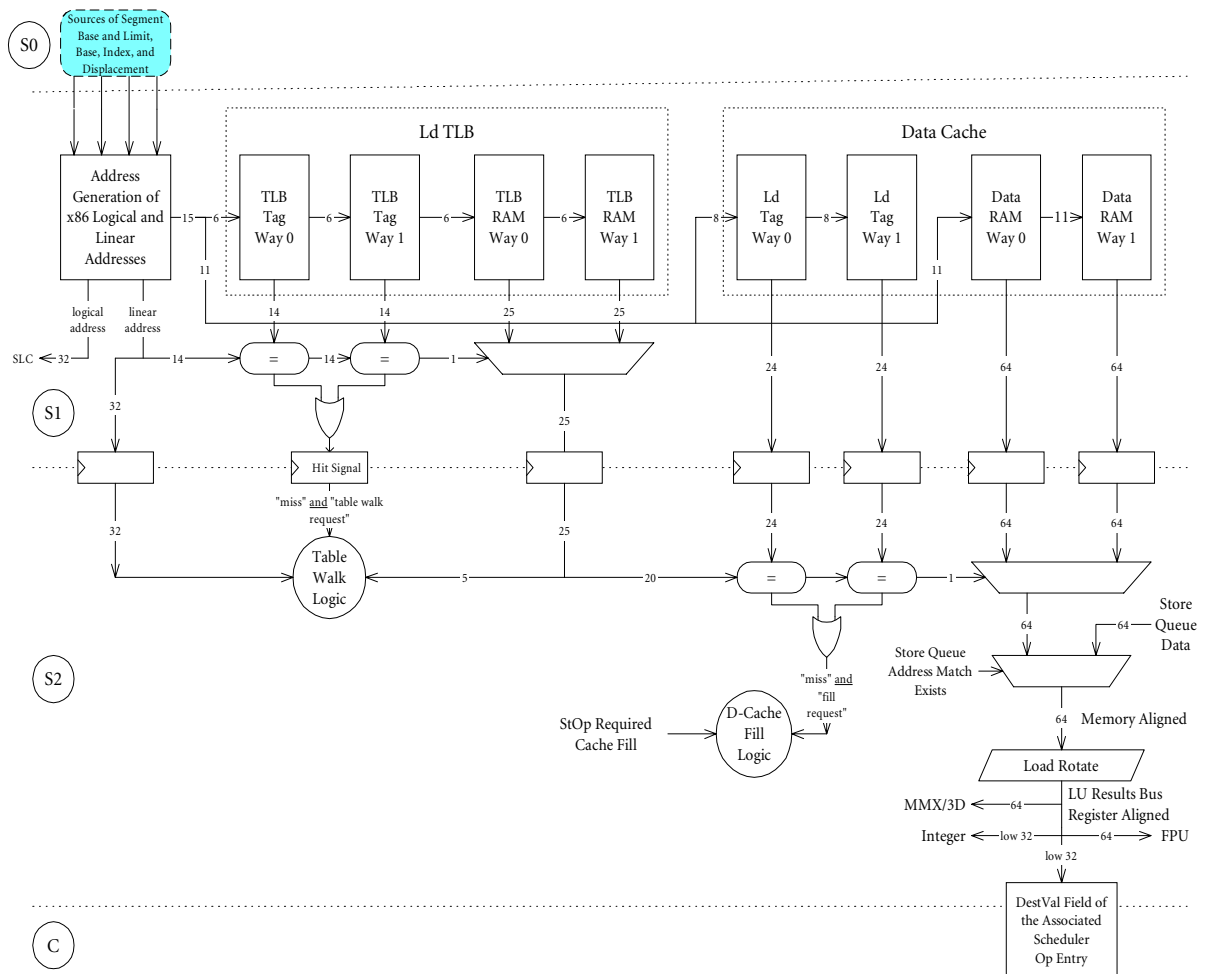 S0
Sources of Segment
Base and Limit,
Base, Index, and
Displacement
Ld TLB
Data Cache
Address
Generation of
x86 Logical and
Linear
Addresses
15
6
TLB
Tag
Way 0
6
TLB
Tag
Way 1
6
TLB
RAM
Way 0
6
TLB
RAM
Way 1
8
Ld
Tag
Way 0
8
Ld
Tag
Way 1
Data
RAM
Way 0
11
Data
RAM
Way 1
11
11
logical
address
linear
address
14
14
25
25
SLC
32
14
=
14
=
1
24
24
64
64
32
S1
25
Hit Signal
"miss" and "table walk
request"
32
25
24
24
64
64
Table
Walk
Logic
5
20
=
=
1
64
64
Store
Queue
Data
Store Queue
Address Match
Exists
S2
"miss" and
"fill
request"
StOp Required
Cache Fill
D-Cache
Fill
Logic
64
Memory Aligned
Load Rotate
MMX/3D
64
LU Results Bus
Register Aligned
Integer
low 32
64
FPU
low 32
DestVal Field of
the Associated
Scheduler
Op Entry
C